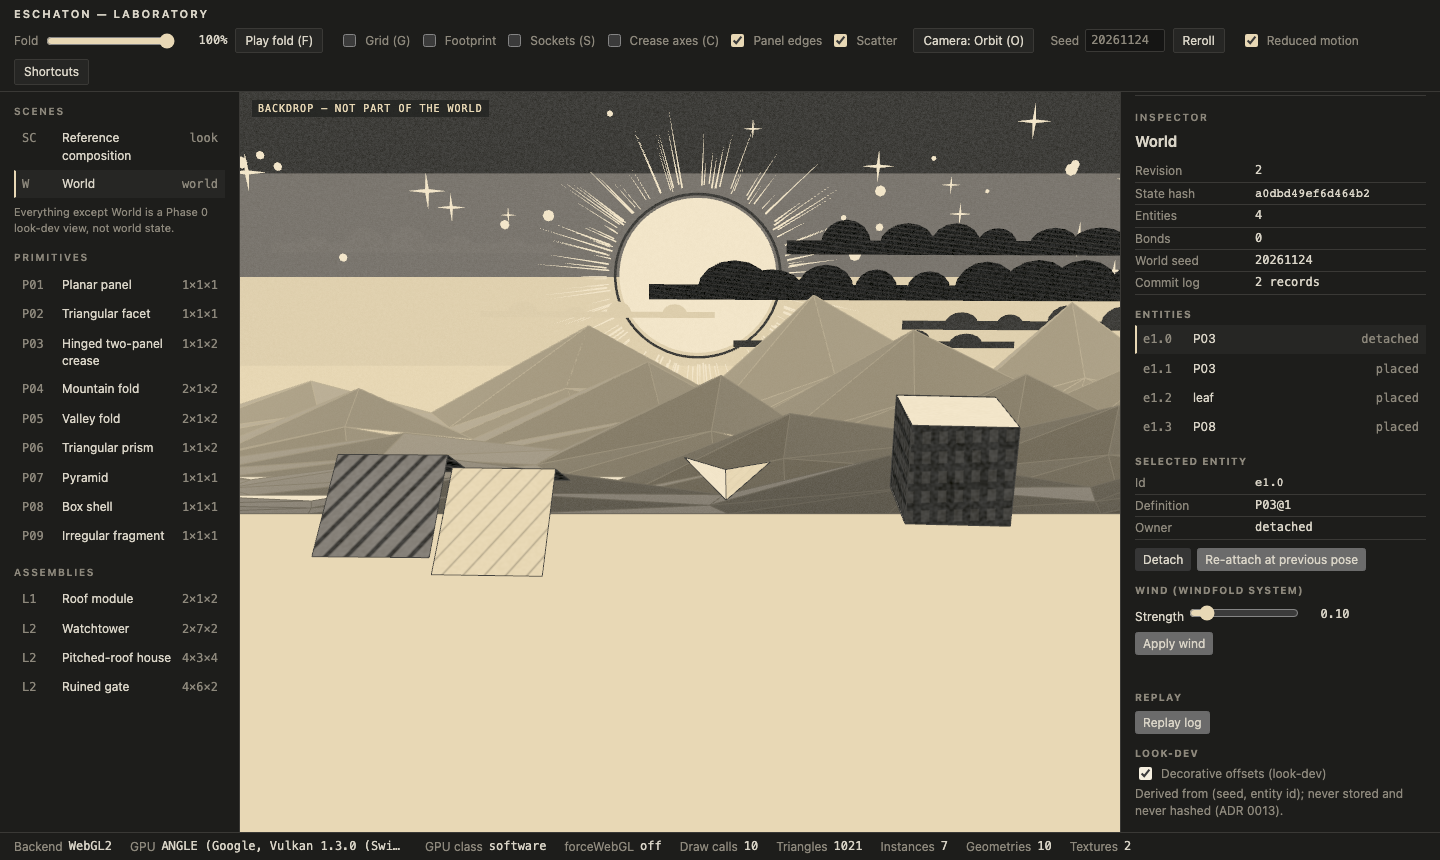 ESCHATON — LABORATORY
Fold 100% Play fold (F) Grid (G) Footprint Sockets (S) Crease axes (C) Panel edges Scatter Camera: Orbit (O) Seed 20261124 Reroll Reduced motion
Shortcuts
SCENES
SC Reference composition look
W World world
Everything except World is a Phase 0
look-dev view, not world state.
PRIMITIVES
P01 Planar panel 1×1×1
P02 Triangular facet 1×1×1
P03 Hinged two-panel crease 1×1×2
P04 Mountain fold 2×1×2
P05 Valley fold 2×1×2
P06 Triangular prism 1×1×2
P07 Pyramid 1×1×1
P08 Box shell 1×1×1
P09 Irregular fragment 1×1×1
ASSEMBLIES
L1 Roof module 2×1×2
L2 Watchtower 2×7×2
L2 Pitched-roof house 4×3×4
L2 Ruined gate 4×6×2
BACKDROP — NOT PART OF THE WORLD
INSPECTOR
World
Revision 2
State hash a0dbd49ef6d464b2
Entities 4
Bonds 0
World seed 20261124
Commit log 2 records
ENTITIES
e1.0 P03 detached
e1.1 P03 placed
e1.2 leaf placed
e1.3 P08 placed
SELECTED ENTITY
Id e1.0
Definition P03@1
Owner detached
Detach Re-attach at previous pose
WIND (WINDFOLD SYSTEM)
Strength 0.10
Apply wind
REPLAY
Replay log
LOOK-DEV
Decorative offsets (look-dev)
Derived from (seed, entity id); never stored and
never hashed (ADR 0013).
Backend WebGL2 GPU ANGLE (Google, Vulkan 1.3.0 (Swi… GPU class software forceWebGL off Draw calls 10 Triangles 1021 Instances 7 Geometries 10 Textures 2